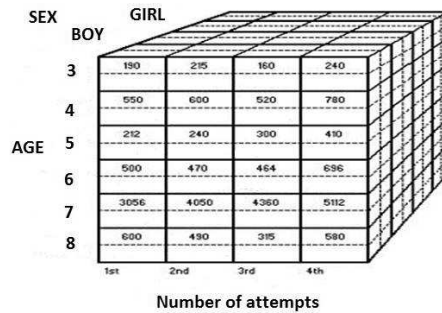 SEX GIRL
BOY
3 190 215 160 240
4 550 600 520 780
AGE 5 212 240 300 410
6 500 470 464 696
7 3056 4050 4360 5112
8 600 490 315 580
1st 2nd 3rd 4th
Number of attempts